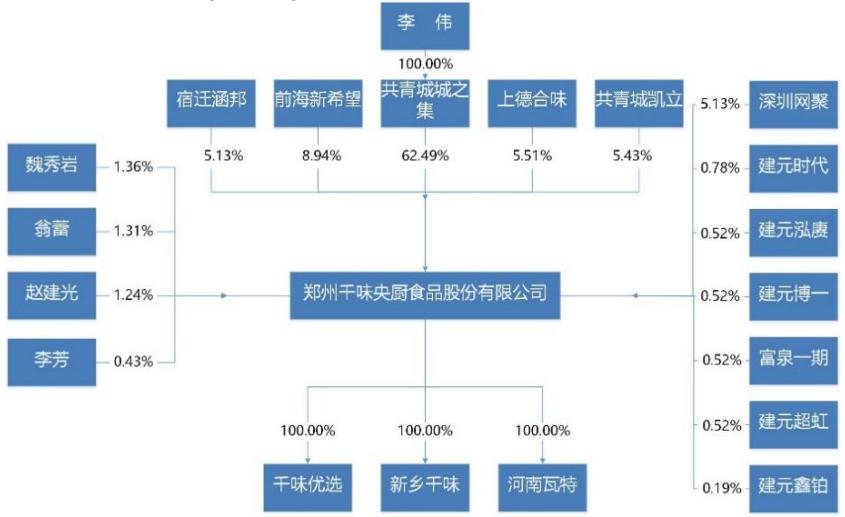 李 伟
100.00%
宿迁涵邦
前海新希望
共青城城之
集
上德合味
共青城凯立
5.13%
8.94%
62.49%
5.51%
5.43%
魏秀岩
1.36%
翁蕾
1.31%
赵建光
1.24%
李芳
0.43%
郑州千味央厨食品股份有限公司
5.13%
深圳网聚
0.78%
建元时代
0.52%
建元泓赓
0.52%
建元博一
0.52%
富泉一期
0.52%
建元超虹
0.19%
建元鑫铂
100.00%
100.00%
100.00%
千味优选
新乡千味
河南瓦特